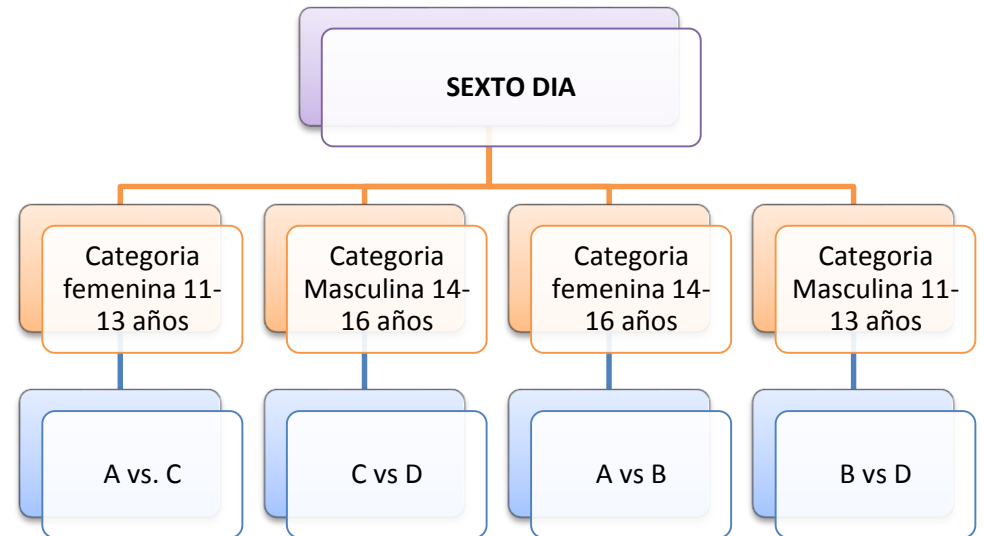 SEXTO DIA
Categoria
femenina 11-
13 años
Categoria
Masculina 14-
16 años
Categoria
femenina 14-
16 años
Categoria
Masculina 11-
13 años
A vs. C
C vs D
A vs B
B vs D